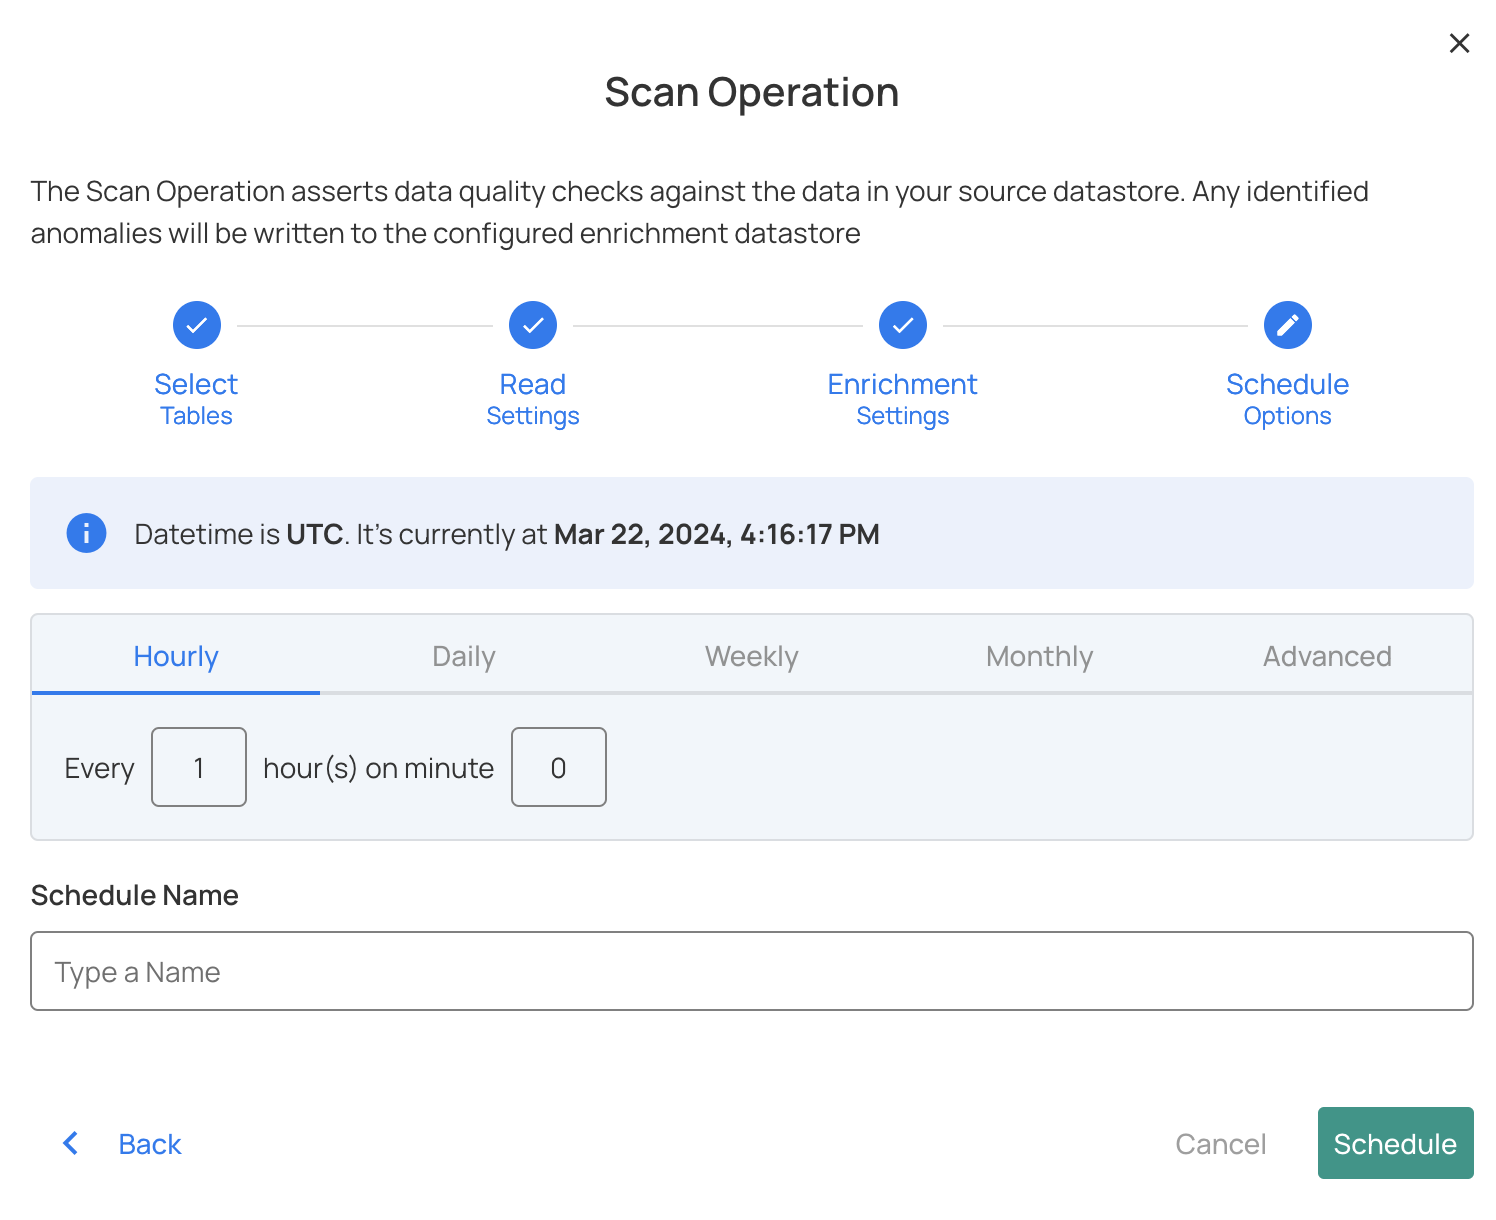 Scan Operation
The Scan Operation asserts data quality checks against the data in your source datastore. Any identified
anomalies will be written to the configured enrichment datastore
Select
Tables
Read
Settings
Enrichment
Settings
Schedule
Options
Datetime is UTC. It's currently at Mar 22, 2024, 4:16:17 PM
Hourly Daily Weekly Monthly Advanced
Every 1 hour(s) on minute 0
Schedule Name
Type a Name
Back Cancel Schedule